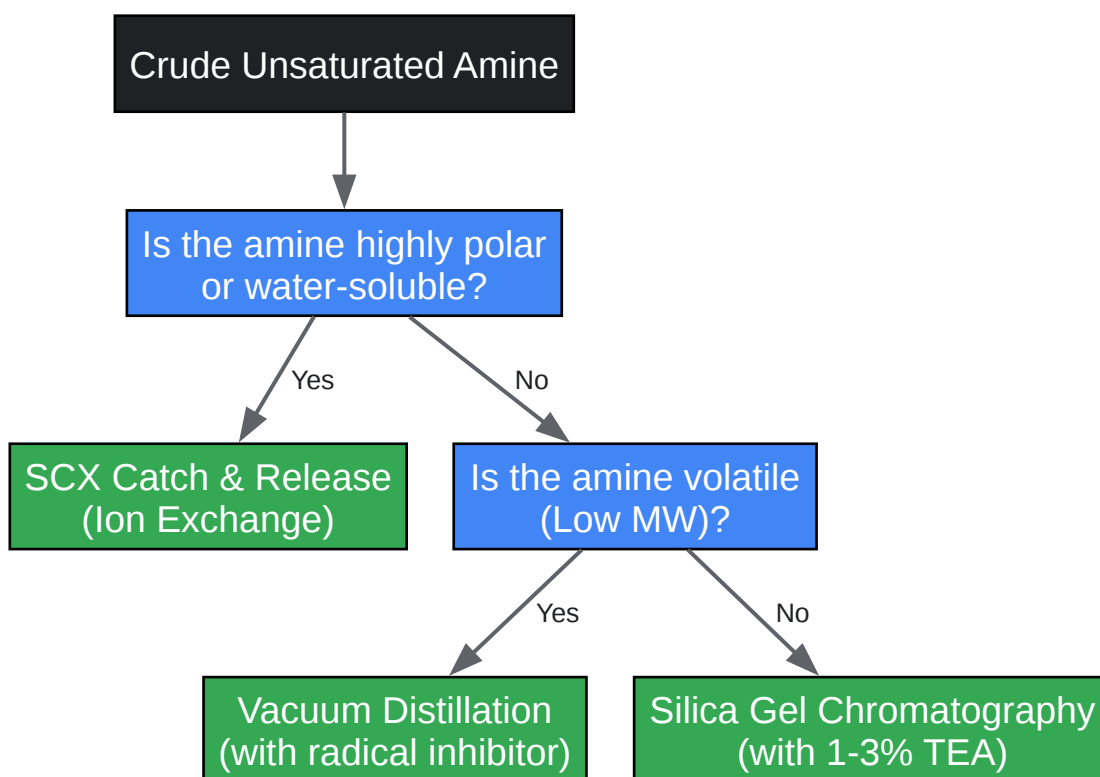 Crude Unsaturated Amine
Is the amine highly polar
or water-soluble?
Yes
No
SCX Catch & Release
(Ion Exchange)
Is the amine volatile
(Low MW)?
Yes
No
Vacuum Distillation
(with radical inhibitor)
Silica Gel Chromatography
(with 1-3% TEA)